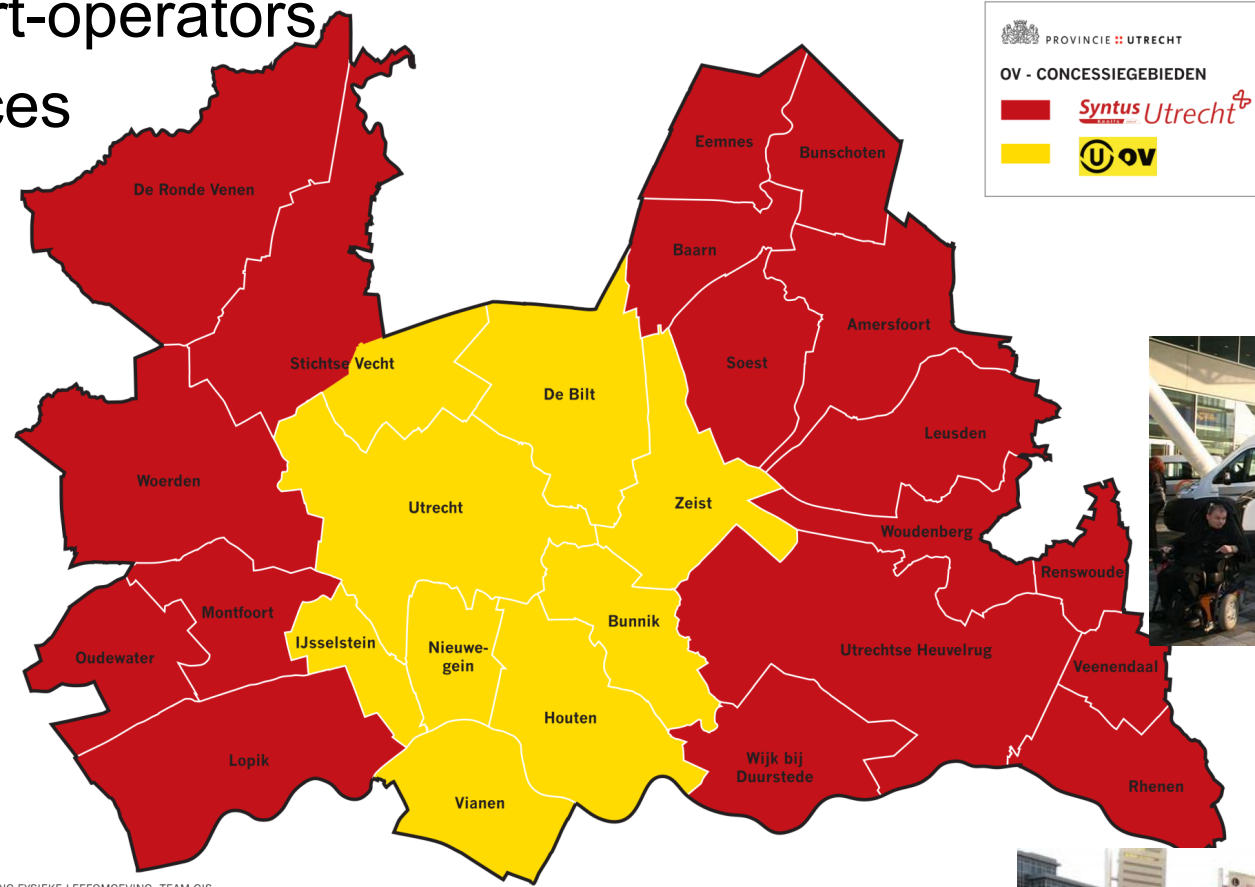 rt-operators
ces
PROVINCIE :: UTRECHT
OV - CONCESSIEGEBIEDEN
Syntus Utrecht
U OV
Eemnes
Bunschoten
De Ronde Venen
Baarn
Amersfoort
Stichtse Vecht
Soest
De Bilt
Leusden
Woerden
Utrecht
Zeist
Woudenberg
Renswoude
Montfoort
IJsselstein
Nieuwe-
gein
Bunnik
Oudewater
Utrechtse Heuvelrug
Veenendaal
Houten
Lopik
Wijk bij
Duurstede
Vianen
Rhenen